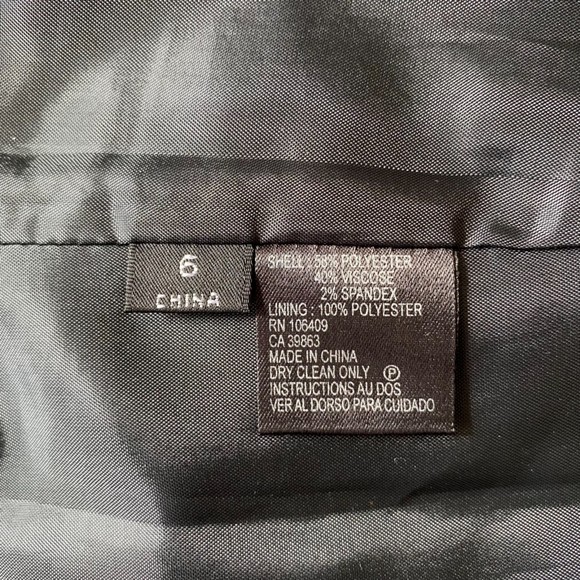 6
CHINA
SHELL : 58% POLYESTER
40% VISCOSE
2% SPANDEX
LINING : 100% POLYESTER
RN 106409
CA 39863
MADE IN CHINA
DRY CLEAN ONLY Ⓟ
INSTRUCTIONS AU DOS
VER AL DORSO PARA CUIDADO